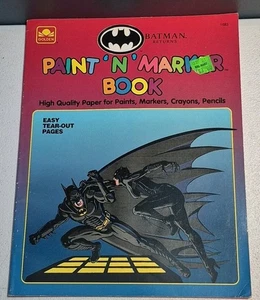 GOLDEN
BATMAN
RETURNS
PAINT 'N' MARKER
BOOK
High Quality Paper for Paints, Markers, Crayons, Pencils
EASY
TEAR-OUT
PAGES